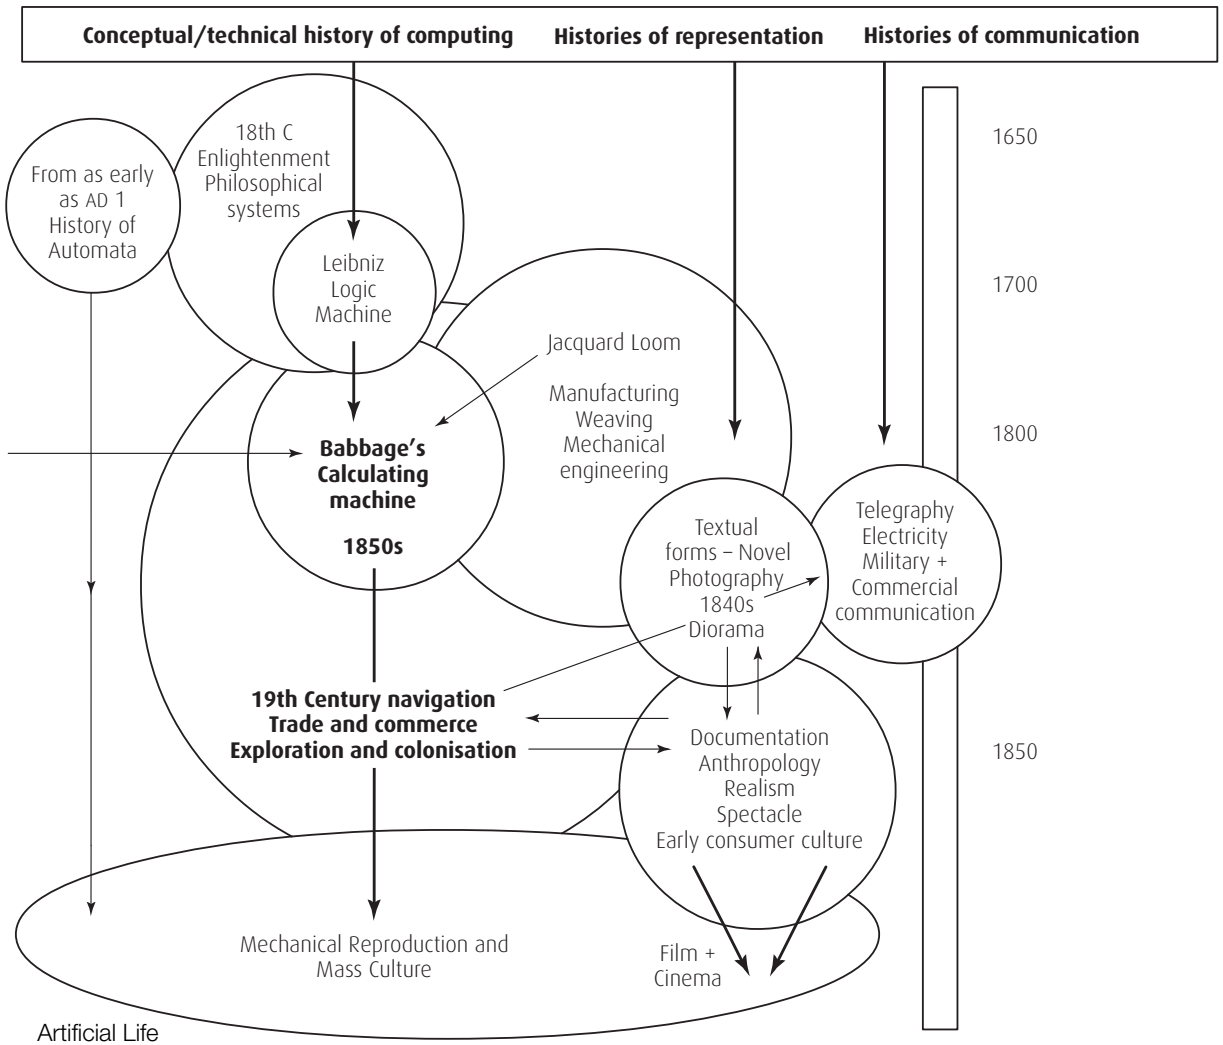 Conceptual/technical history of computing
Histories of representation
Histories of communication
1650
18th C
Enlightenment
Philosophical
systems
From as early
as AD 1
History of
Automata
Leibniz
Logic
Machine
1700
Jacquard Loom
Manufacturing
Weaving
Mechanical
engineering
1800
Babbage's
Calculating
machine
1850s
Textual
forms – Novel
Photography
1840s
Diorama
Telegraphy
Electricity
Military +
Commercial
communication
19th Century navigation
Trade and commerce
Exploration and colonisation
Documentation
Anthropology
Realism
Spectacle
Early consumer culture
1850
Mechanical Reproduction and
Mass Culture
Film +
Cinema
Artificial Life